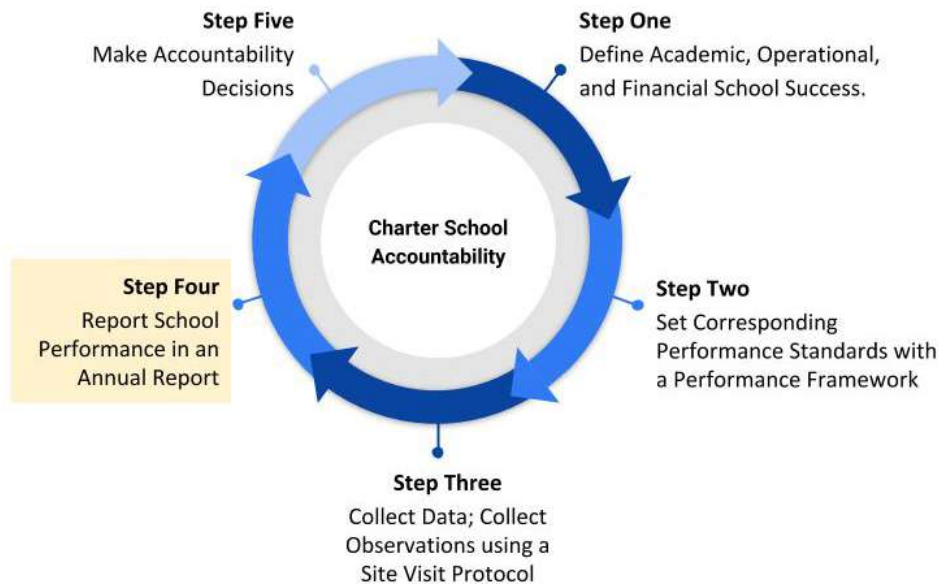 Step Five
Make Accountability
Decisions
Step One
Define Academic, Operational,
and Financial School Success.
Charter School
Accountability
Step Four
Report School
Performance in an
Annual Report
Step Two
Set Corresponding
Performance Standards with
a Performance Framework
Step Three
Collect Data; Collect
Observations using a
Site Visit Protocol